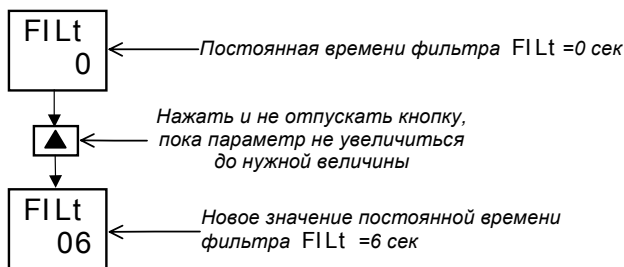 FILt
0
Постоянная времени фильтра FILt =0 сек
Нажать и не отпускать кнопку,
пока параметр не увеличиться
до нужной величины
FILt
06
Новое значение постоянной времени
фильтра FILt =6 сек